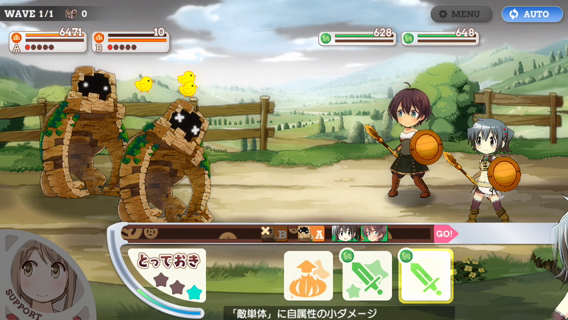 WAVE 1/1 0 MENU AUTO
6471 10 628 648
A B
B A GO!
とっておき
SUPPORT
「敵単体」に自属性の小ダメージ